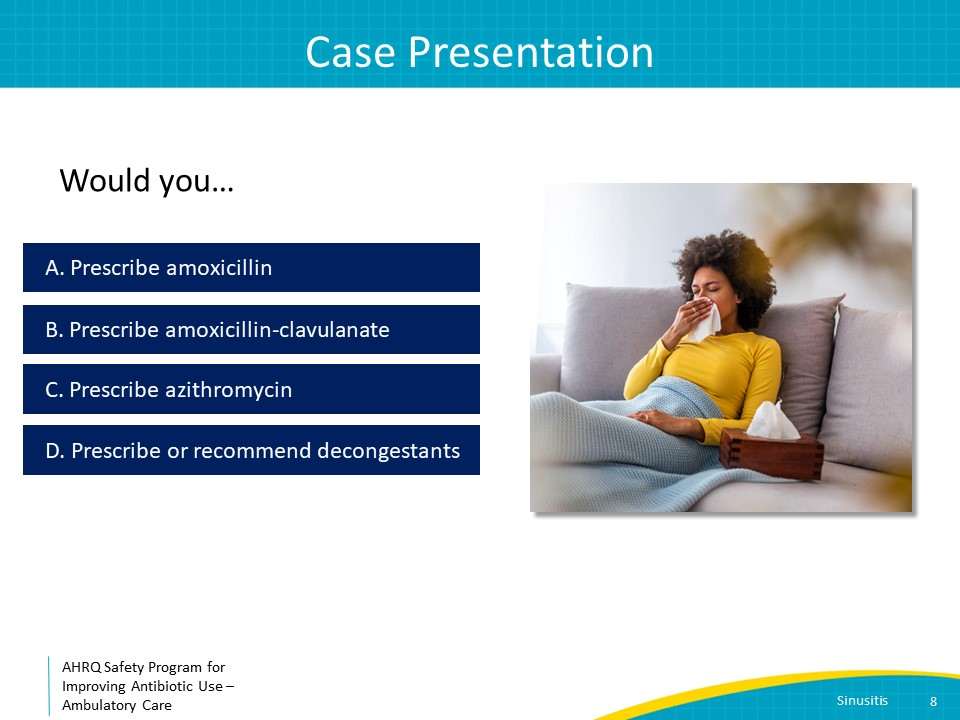 Case Presentation
Would you…
A. Prescribe amoxicillin
B. Prescribe amoxicillin-clavulanate
C. Prescribe azithromycin
D. Prescribe or recommend decongestants
AHRQ Safety Program for
Improving Antibiotic Use –
Ambulatory Care
Sinusitis
8